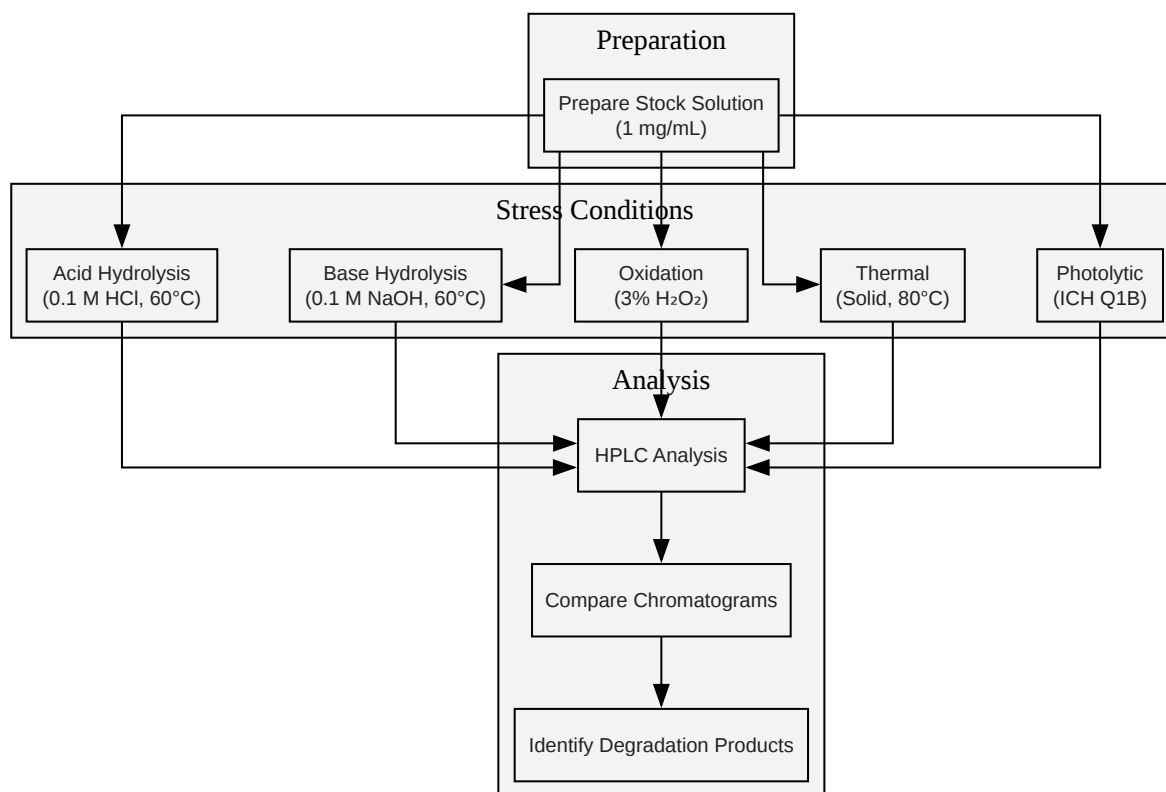 Preparation
Prepare Stock Solution
(1 mg/mL)
Stress Conditions
Acid Hydrolysis
(0.1 M HCl, 60°C)
Base Hydrolysis
(0.1 M NaOH, 60°C)
Oxidation
(3% H₂O₂)
Thermal
(Solid, 80°C)
Photolytic
(ICH Q1B)
Analysis
HPLC Analysis
Compare Chromatograms
Identify Degradation Products